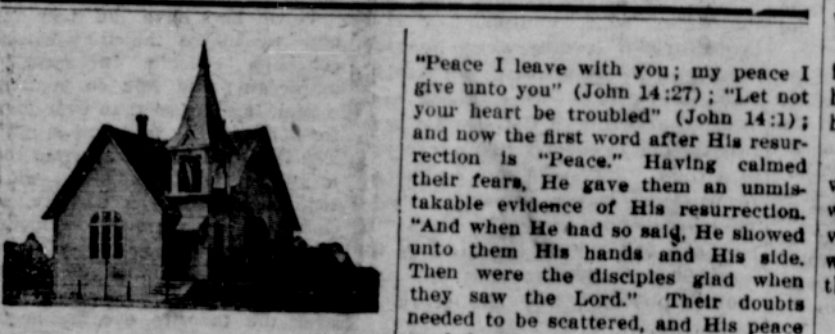 "Peace I leave with you; my peace I
give unto you" (John 14:27); "Let not
your heart be troubled" (John 14:1);
and now the first word after His resur-
rection is "Peace." Having calmed
their fears, He gave them an unmis-
takable evidence of His resurrection.
"And when He had so said, He showed
unto them His hands and His side.
Then were the disciples glad when
they saw the Lord." Their doubts
needed to be scattered, and His peace